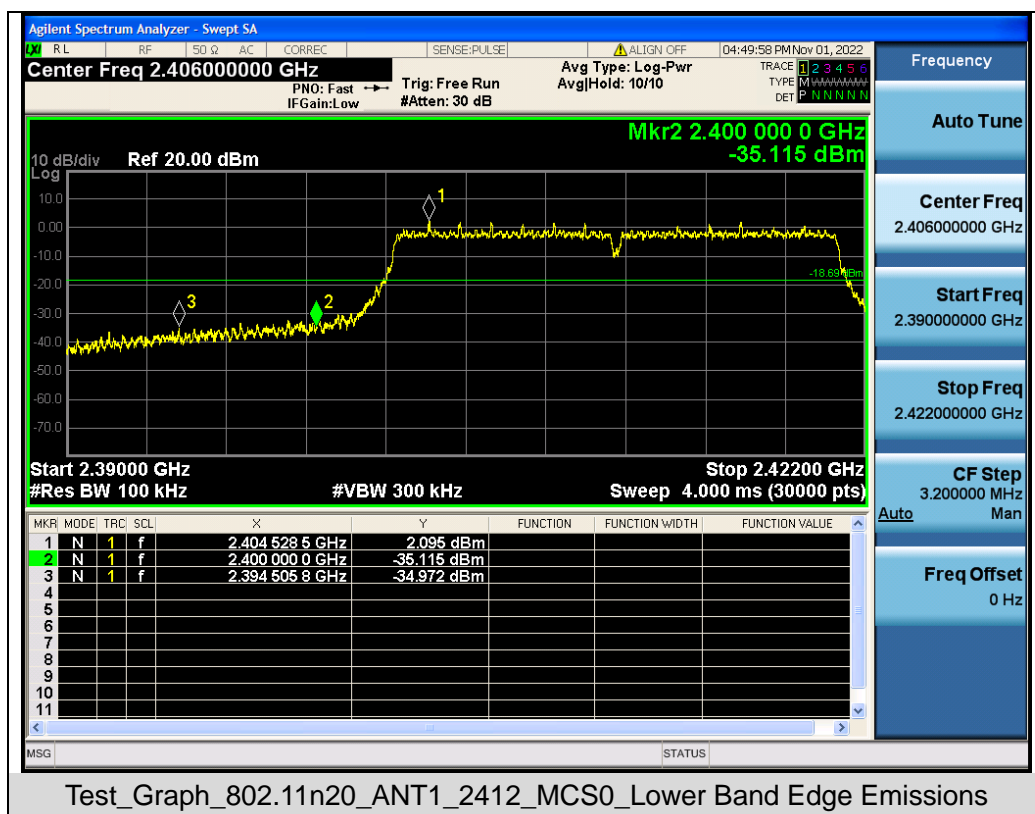 Agilent Spectrum Analyzer - Swept SA
LXI RL RF 50 Ω AC CORREC SENSE:PULSE ALIGN OFF 04:49:58 PM Nov 01, 2022
Center Freq 2.406000000 GHz
PNO: Fast
IFGain:Low
Trig: Free Run
#Atten: 30 dB
Avg Type: Log-Pwr
Avg|Hold: 10/10
TRACE 1 2 3 4 5 6
TYPE M WWWWW
DET P N N N N N
Mkr2 2.400 000 0 GHz
-35.115 dBm
10 dB/div Ref 20.00 dBm
Log
10.0
0.00
-10.0
-20.0
-30.0
-40.0
-50.0
-60.0
-70.0
1
2
3
-18.69 dBm
Start 2.39000 GHz Stop 2.42200 GHz
#Res BW 100 kHz #VBW 300 kHz Sweep 4.000 ms (30000 pts)
MKR MODE TRC SCL X Y FUNCTION FUNCTION WIDTH FUNCTION VALUE
1 N 1 f 2.404 528 5 GHz 2.095 dBm
2 N 1 f 2.400 000 0 GHz -35.115 dBm
3 N 1 f 2.394 505 8 GHz -34.972 dBm
4
5
6
7
8
9
10
11
MSG STATUS
Frequency
Auto Tune
Center Freq
2.406000000 GHz
Start Freq
2.390000000 GHz
Stop Freq
2.422000000 GHz
CF Step
3.200000 MHz
Auto Man
Freq Offset
0 Hz
Test_Graph_802.11n20_ANT1_2412_MCS0_Lower Band Edge Emissions